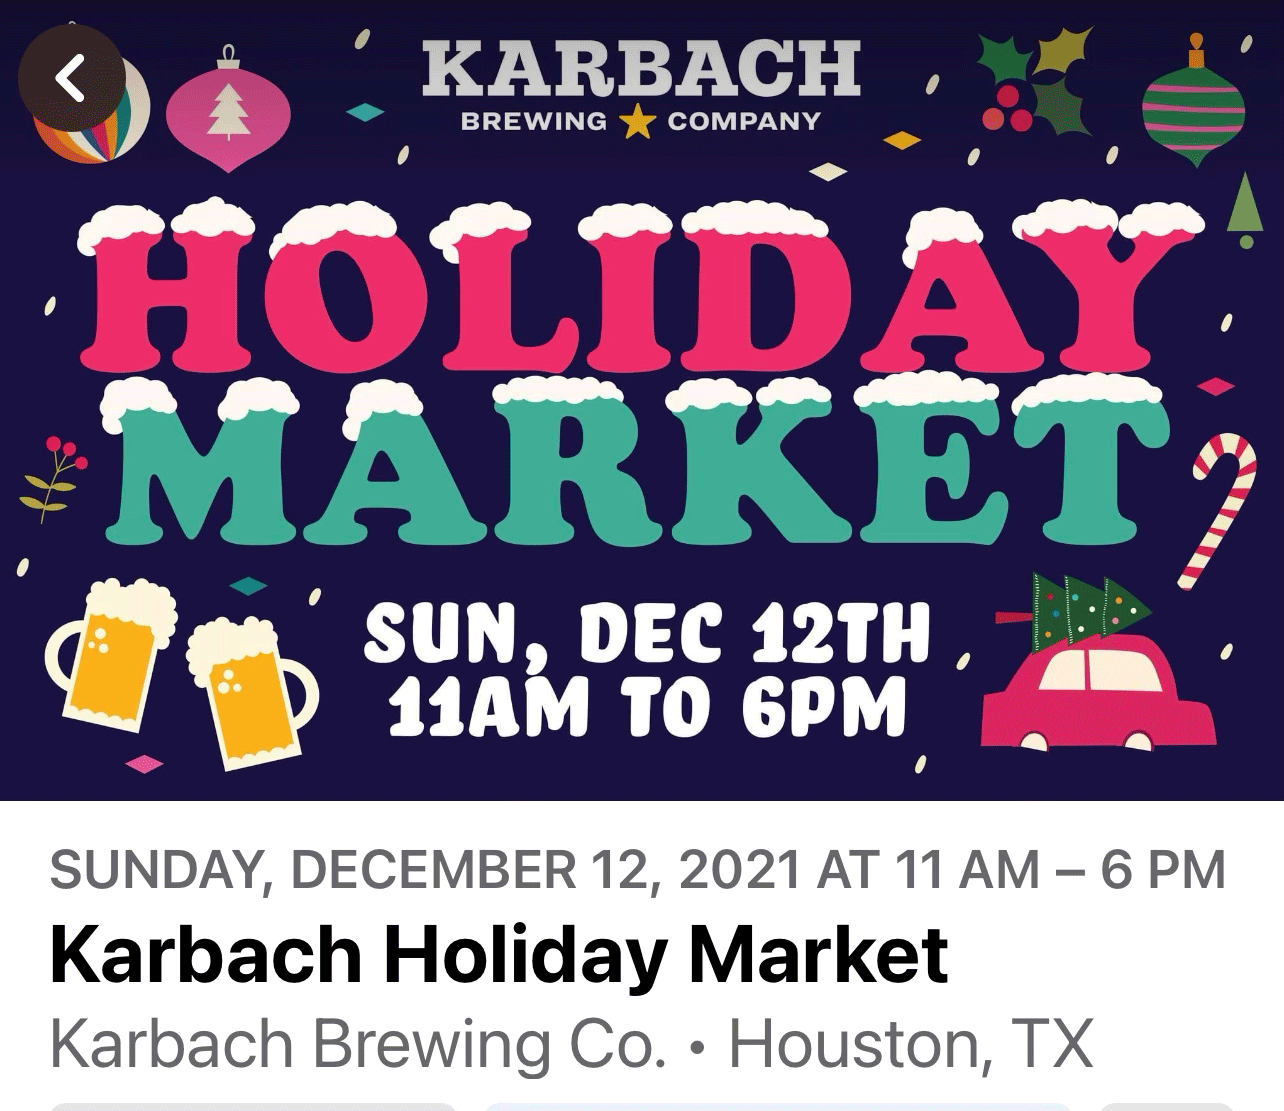 KARBACH
BREWING COMPANY
HOLIDAY
MARKET
SUN, DEC 12TH
11AM TO 6PM
SUNDAY, DECEMBER 12, 2021 AT 11 AM – 6 PM
Karbach Holiday Market
Karbach Brewing Co. • Houston, TX